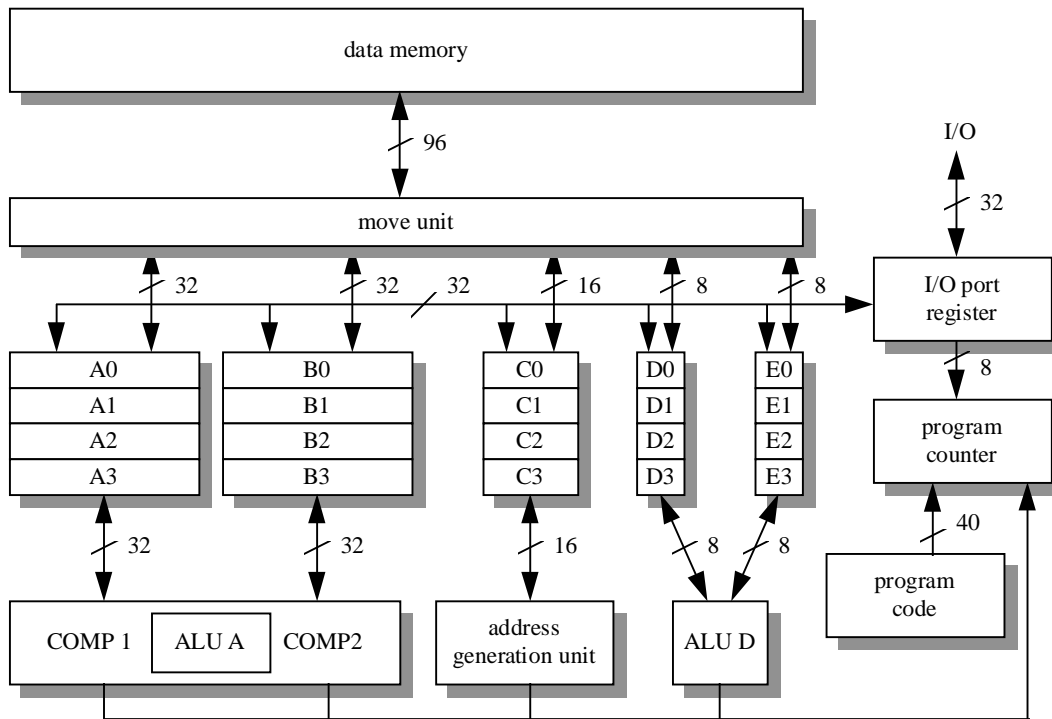 data memory
96
I/O
32
move unit
32
32
32
16
8
8
I/O port
register
8
A0
B0
C0
D0
E0
A1
B1
C1
D1
E1
A2
B2
C2
D2
E2
A3
B3
C3
D3
E3
program
counter
40
32
32
16
8
8
program
code
COMP 1
ALU A
COMP2
address
generation unit
ALU D